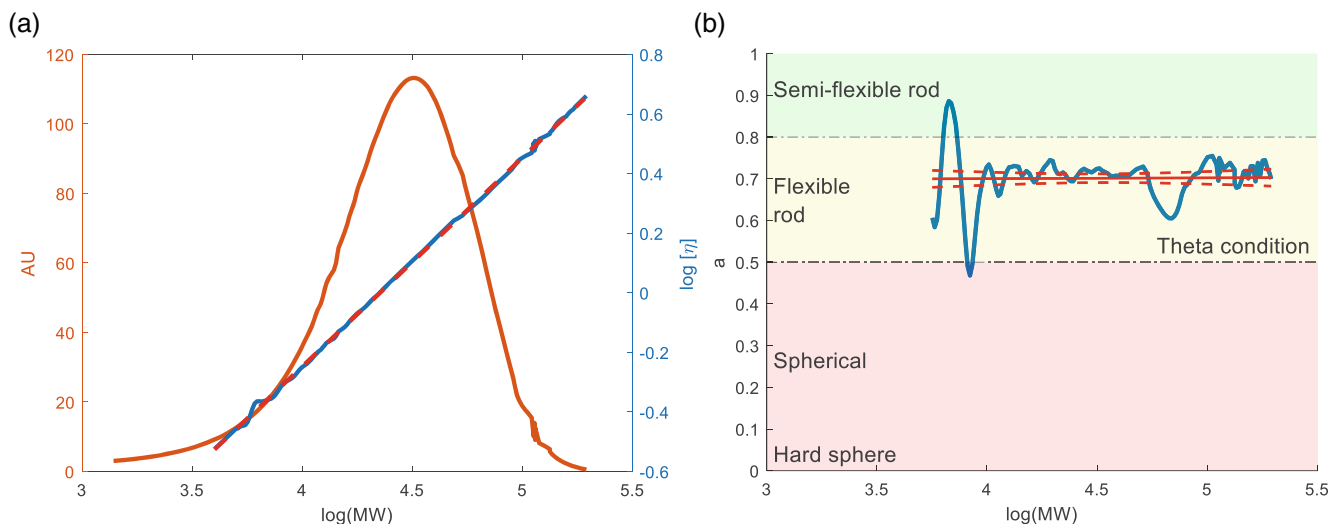 (a)
120
100
80
60
40
20
0
AU
3
3.5
4
4.5
5
5.5
log(MW)
0.8
0.6
0.4
0.2
0
-0.2
-0.4
-0.6
log [η]
(b)
1
0.9
0.8
0.7
0.6
0.5
0.4
0.3
0.2
0.1
0
a
Semi-flexible rod
Flexible
rod
Theta condition
Spherical
Hard sphere
3
3.5
4
4.5
5
5.5
log(MW)